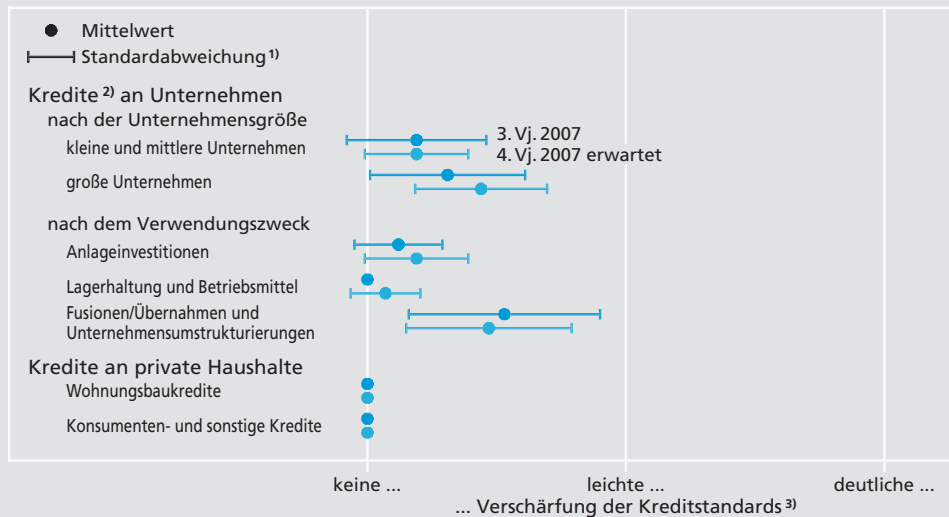 Mittelwert
Standardabweichung 1)
Kredite 2) an Unternehmen
nach der Unternehmensgröße
kleine und mittlere Unternehmen
3. Vj. 2007
4. Vj. 2007 erwartet
große Unternehmen
nach dem Verwendungszweck
Anlageinvestitionen
Lagerhaltung und Betriebsmittel
Fusionen/Übernahmen und
Unternehmensumstrukturierungen
Kredite an private Haushalte
Wohnungsbaukredite
Konsumenten- und sonstige Kredite
keine ... leichte ... deutliche ...
... Verschärfung der Kreditstandards 3)